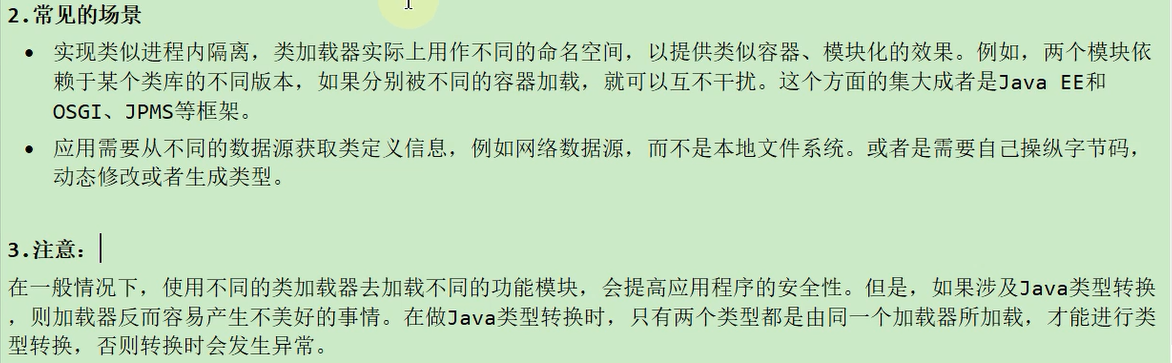 2.常见的场景
• 实现类似进程内隔离，类加载器实际上用作不同的命名空间，以提供类似容器、模块化的效果。例如，两个模块依
赖于某个类库的不同版本，如果分别被不同的容器加载，就可以互不干扰。这个方面的集大成者是Java EE和
OSGI、JPMS等框架。
• 应用需要从不同的数据源获取类定义信息，例如网络数据源，而不是本地文件系统。或者是需要自己操纵字节码，
动态修改或者生成类型。
3.注意：
在一般情况下，使用不同的类加载器去加载不同的功能模块，会提高应用程序的安全性。但是，如果涉及Java类型转换
，则加载器反而容易产生不美好的事情。在做Java类型转换时，只有两个类型都是由同一个加载器所加载，才能进行类
型转换，否则转换时会发生异常。